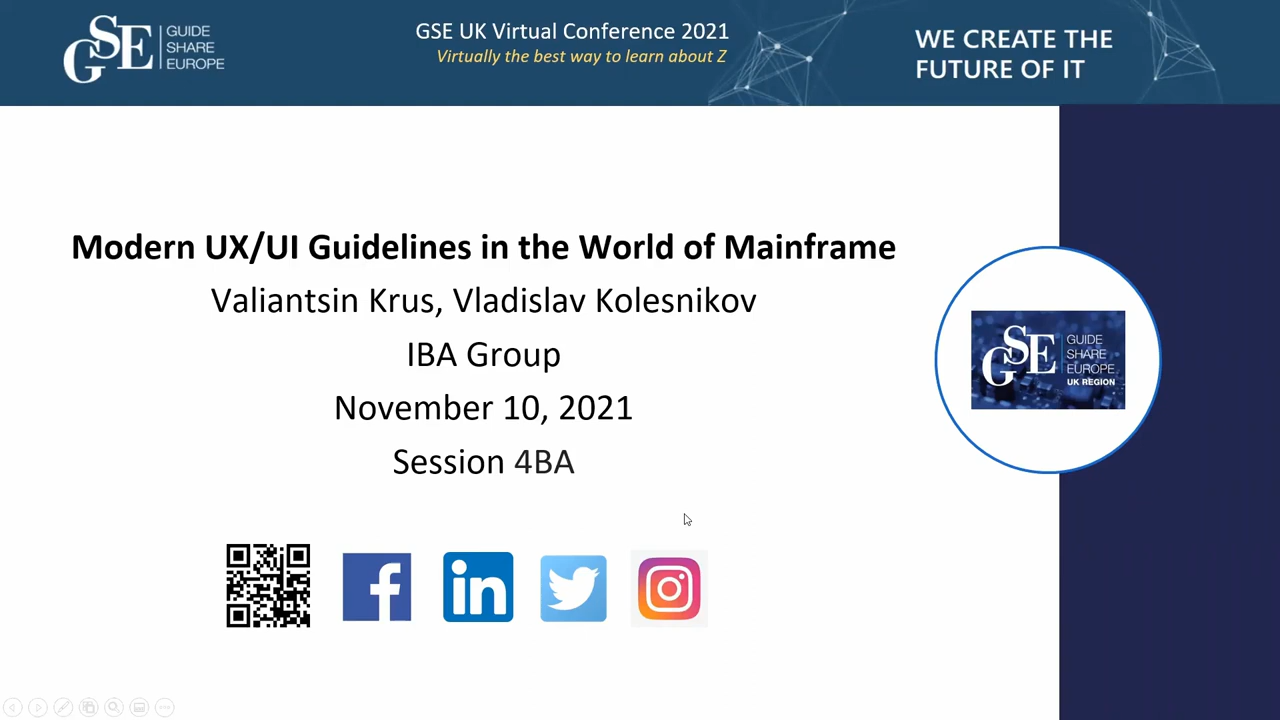 GSE
GUIDE
SHARE
EUROPE
GSE UK Virtual Conference 2021
Virtually the best way to learn about Z
WE CREATE THE
FUTURE OF IT
Modern UX/UI Guidelines in the World of Mainframe
Valiantsin Krus, Vladislav Kolesnikov
IBA Group
November 10, 2021
Session 4BA
GSE
GUIDE
SHARE
EUROPE
UK REGION
f
in